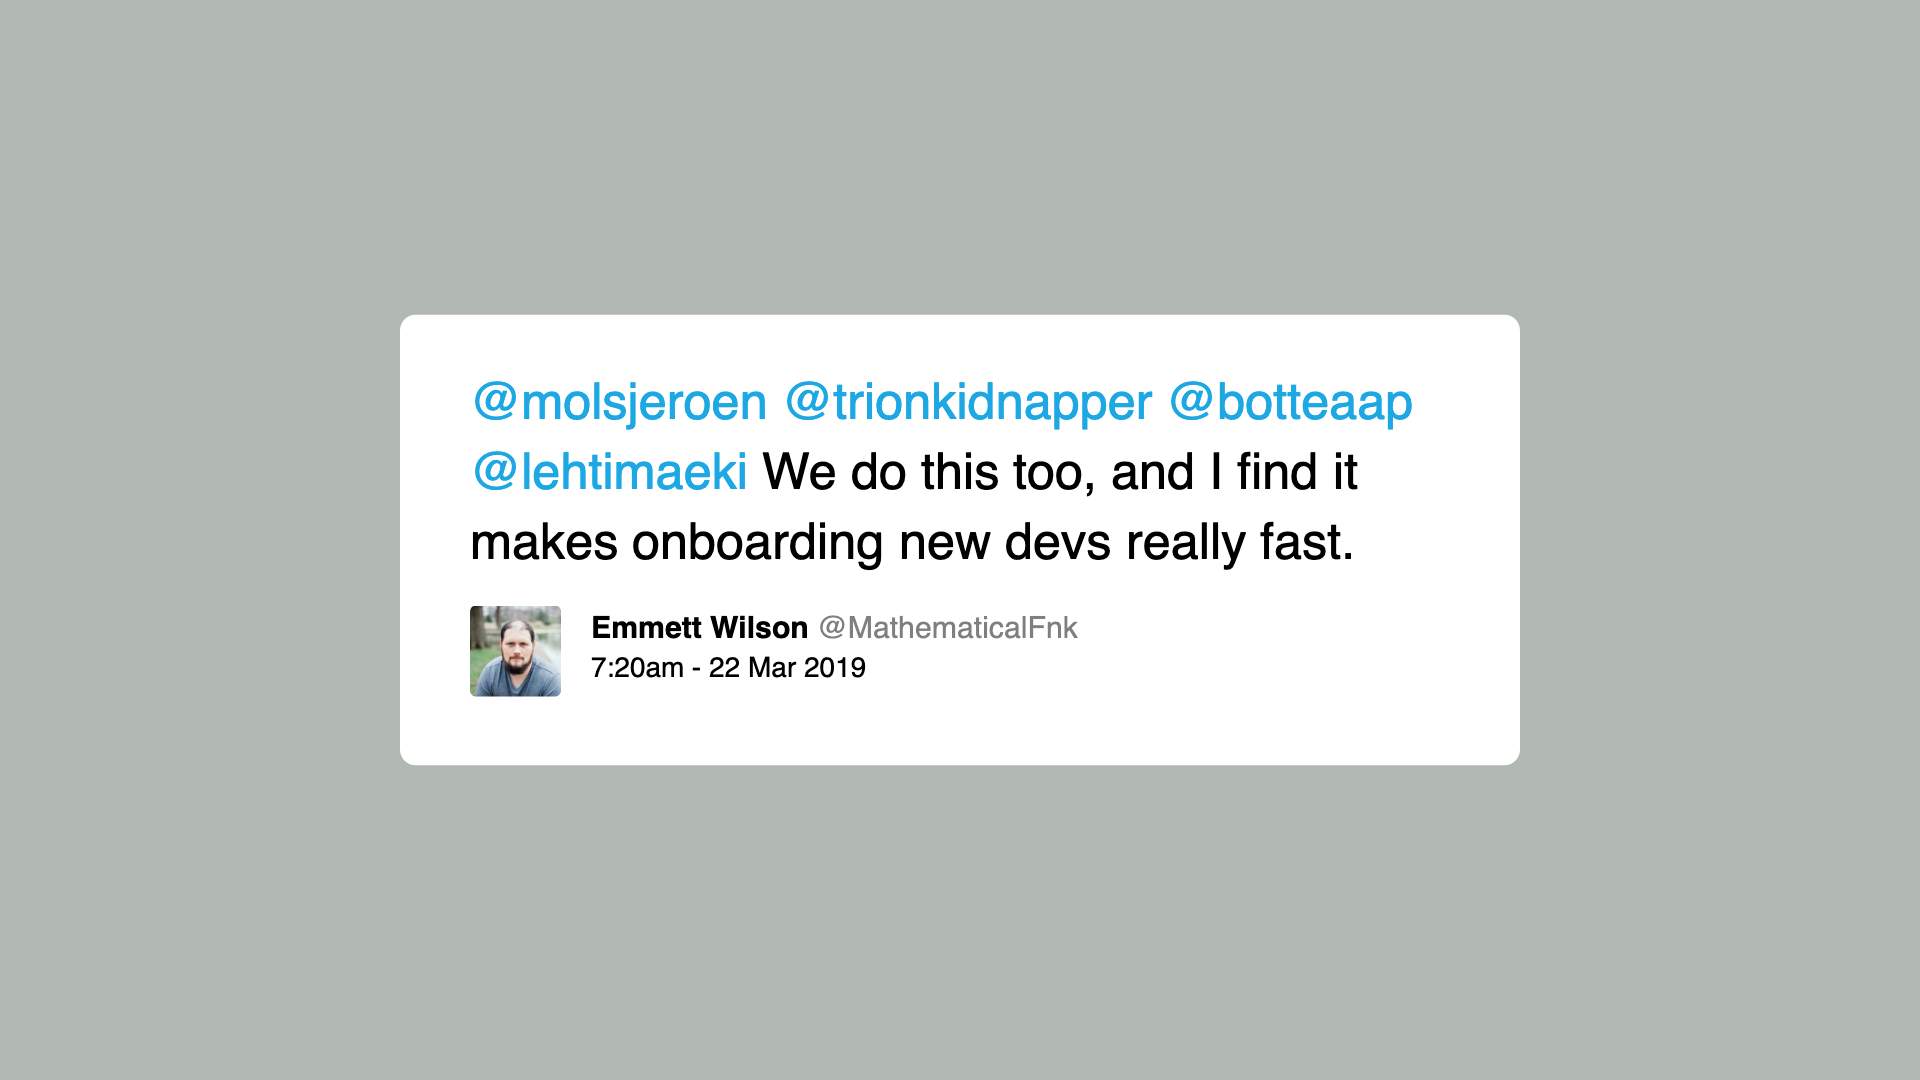 @molsjeroen @trionkidnapper @botteaap
@lehtimaeki We do this too, and I find it
makes onboarding new devs really fast.
Emmett Wilson @MathematicalFnk
7:20am - 22 Mar 2019